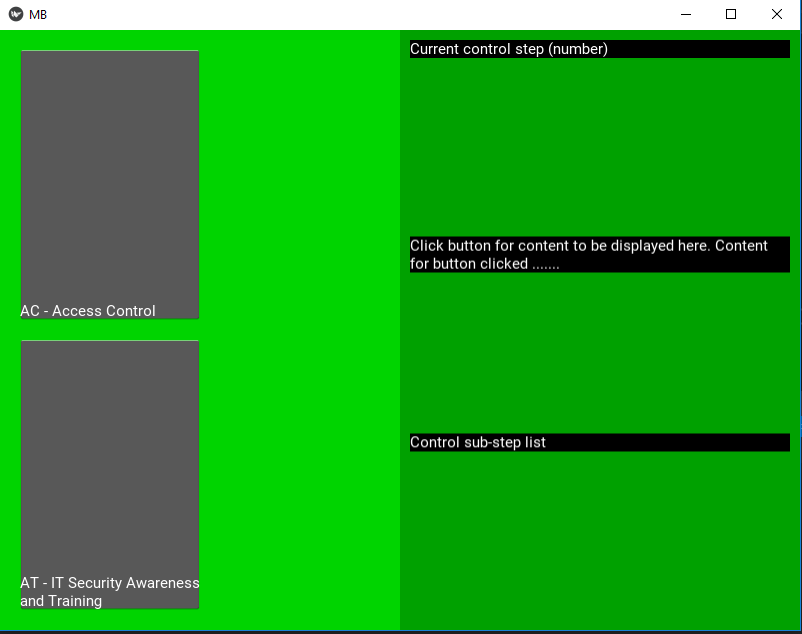 MB
AC - Access Control
AT - IT Security Awareness
and Training
Current control step (number)
Click button for content to be displayed here. Content
for button clicked .......
Control sub-step list